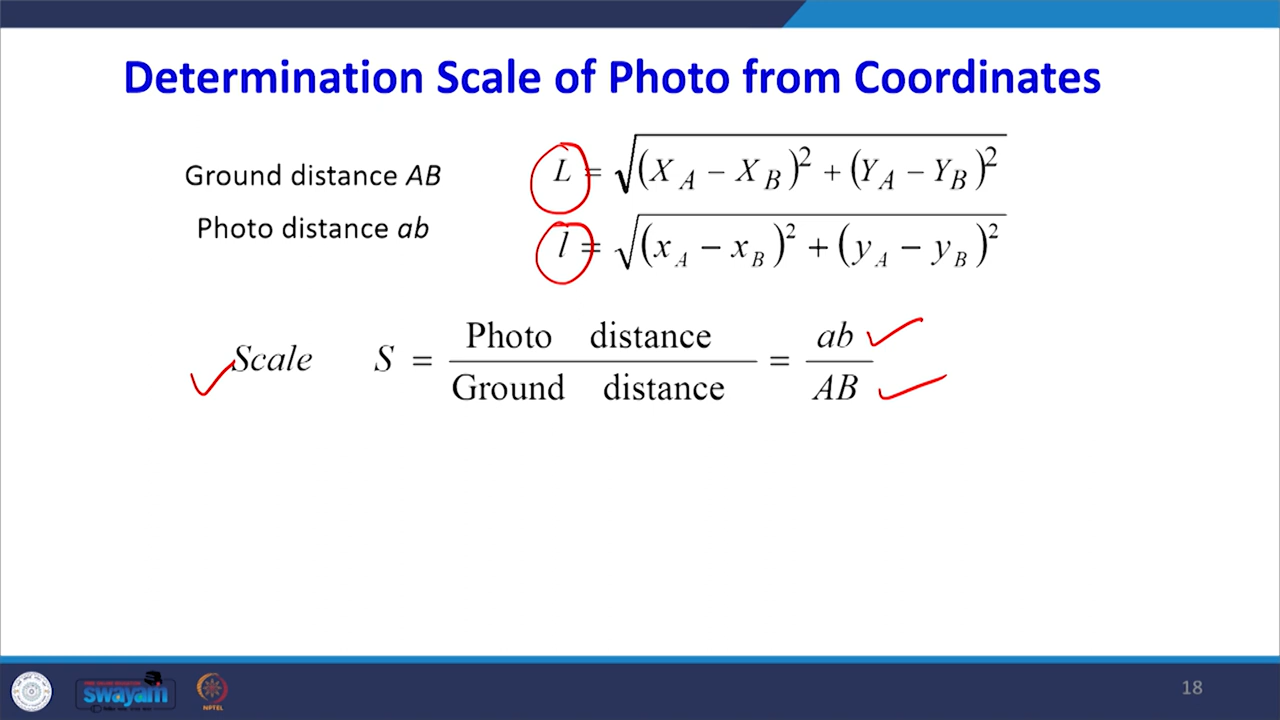 Determination Scale of Photo from Coordinates
Ground distance AB
L = √(X_A − X_B)² + (Y_A − Y_B)²
Photo distance ab
l = √(x_A − x_B)² + (y_A − y_B)²
Scale S = Photo distance / Ground distance = ab / AB
swayam
NPTEL
18